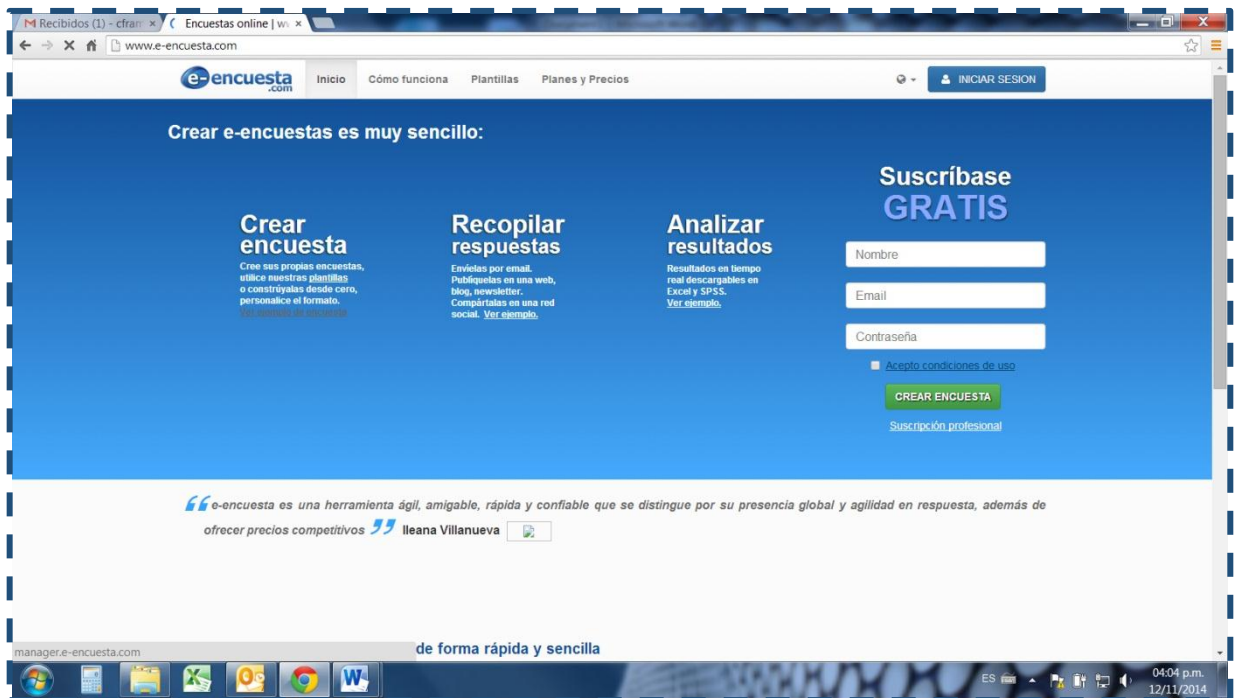 Recibidos (1) - cfram
Encuestas online | w
www.e-encuesta.com
e-encuesta
.com
Inicio
Cómo funciona
Plantillas
Planes y Precios
INICIAR SESION
Crear e-encuestas es muy sencillo:
Crear
encuesta
Cree sus propias encuestas,
utilice nuestras plantillas
o constrúyalas desde cero,
personalice el formato.
Ver ejemplo de encuesta
Recopilar
respuestas
Envíelas por email.
Publíquelas en una web,
blog, newsletter.
Compártalas en una red
social. Ver ejemplo.
Analizar
resultados
Resultados en tiempo
real descargables en
Excel y SPSS.
Ver ejemplo.
Suscríbase
GRATIS
Nombre
Email
Contraseña
Acepto condiciones de uso
CREAR ENCUESTA
Suscripción profesional
e-encuesta es una herramienta ágil, amigable, rápida y confiable que se distingue por su presencia global y agilidad en respuesta, además de
ofrecer precios competitivos Ileana Villanueva
de forma rápida y sencilla
manager.e-encuesta.com
ES
04:04 p.m.
12/11/2014